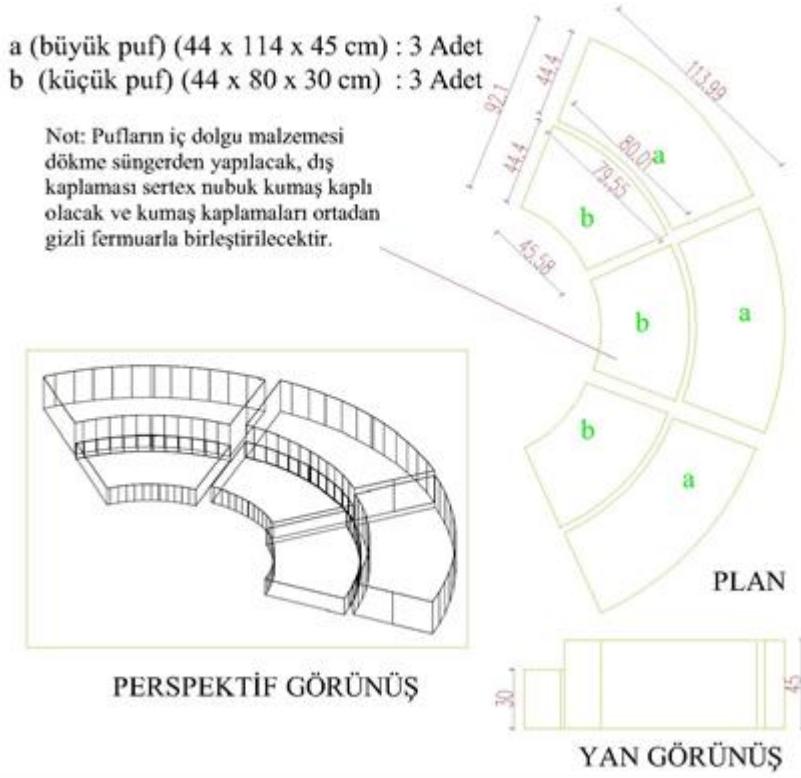 a (büyük puf) (44 x 114 x 45 cm) : 3 Adet
b (küçük puf) (44 x 80 x 30 cm) : 3 Adet
Not: Pufların iç dolgu malzemesi
dökme süngerden yapılacak, dış
kaplaması sertex nubuk kumaş kaplı
olacak ve kumaş kaplamaları ortadan
gizli fermuarla birleştirilecektir.
92.1
44.4
44.4
113.99
80.01
79.55
45.58
a
b
b
a
b
a
PLAN
PERSPEKTİF GÖRÜNÜŞ
30
45
YAN GÖRÜNÜŞ